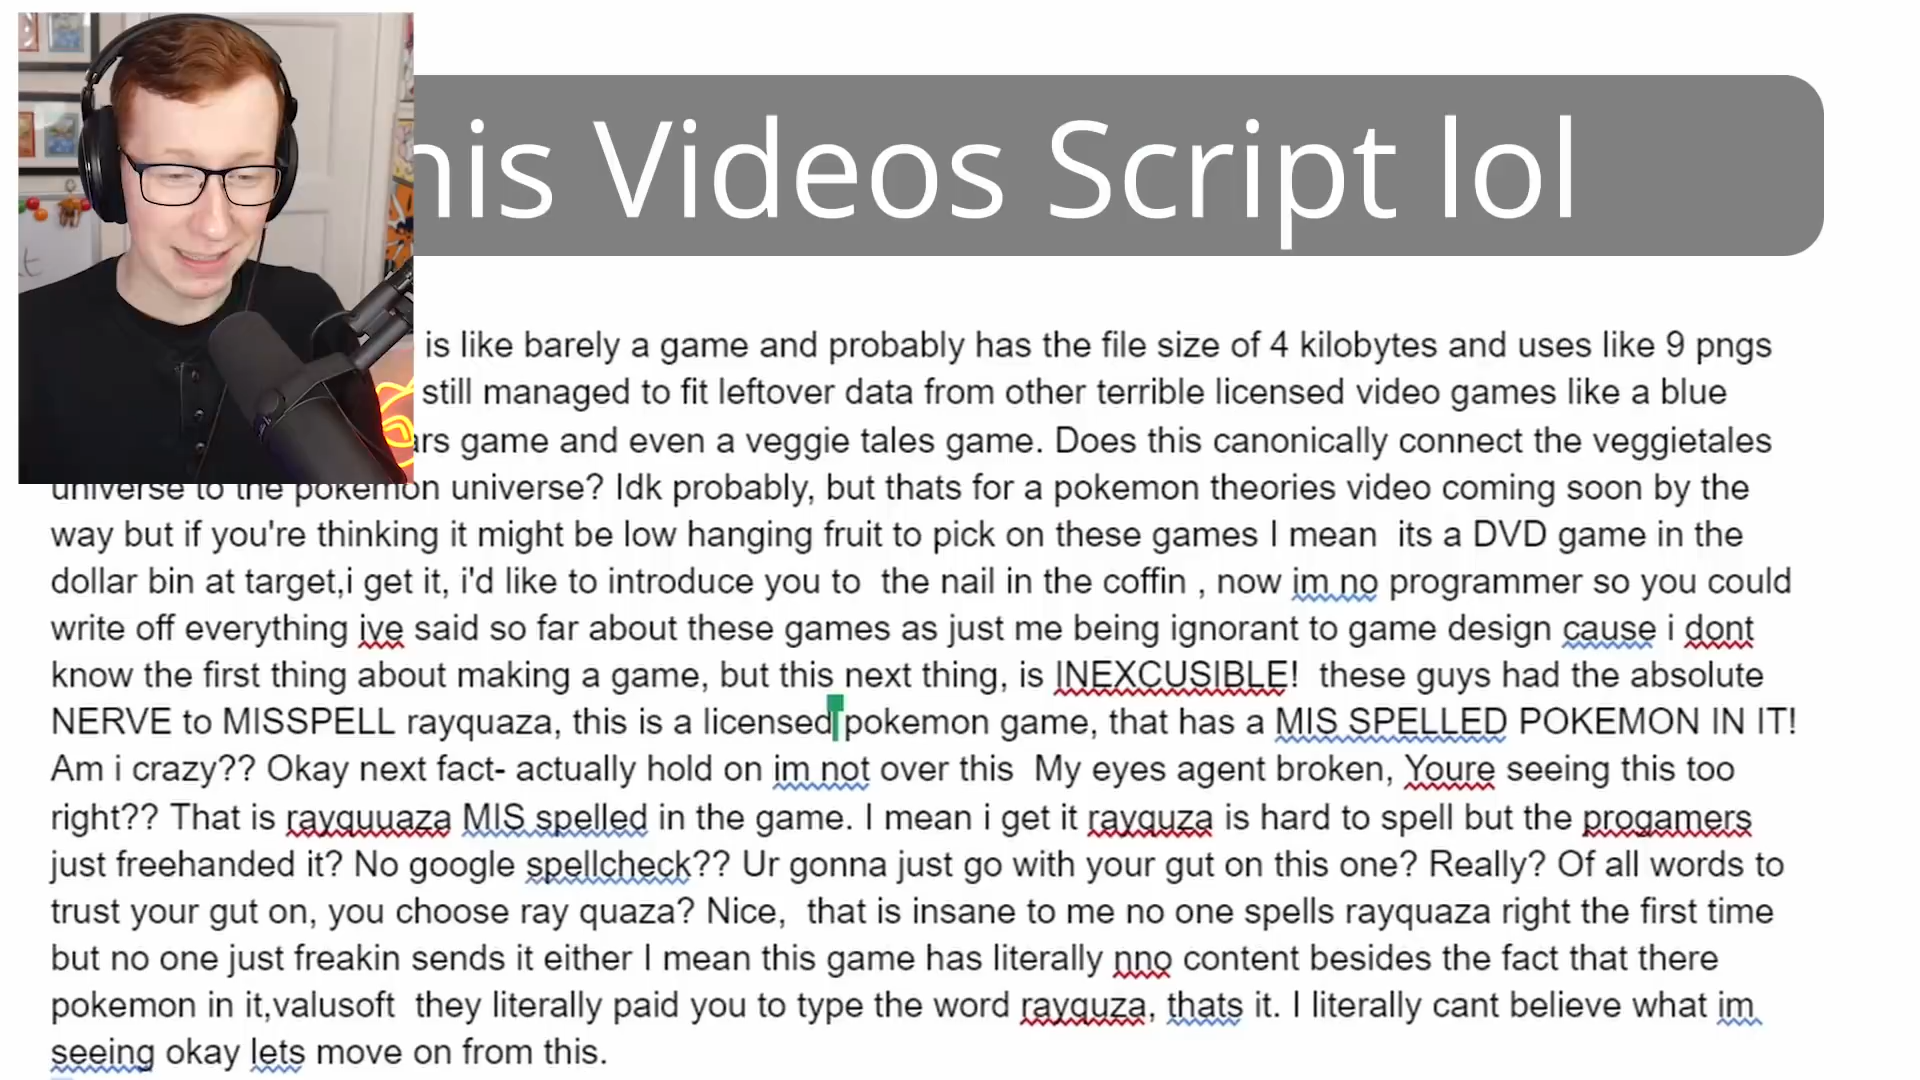 his Videos Script lol
is like barely a game and probably has the file size of 4 kilobytes and uses like 9 pngs
still managed to fit leftover data from other terrible licensed video games like a blue
ars game and even a veggie tales game. Does this canonically connect the veggietales
universe to the pokemon universe? Idk probably, but thats for a pokemon theories video coming soon by the
way but if you're thinking it might be low hanging fruit to pick on these games I mean  its a DVD game in the
dollar bin at target,i get it, i'd like to introduce you to  the nail in the coffin , now im no programmer so you could
write off everything ive said so far about these games as just me being ignorant to game design cause i dont
know the first thing about making a game, but this next thing, is INEXCUSIBLE!  these guys had the absolute
NERVE to MISSPELL rayquaza, this is a licensed pokemon game, that has a MIS SPELLED POKEMON IN IT!
Am i crazy?? Okay next fact- actually hold on im not over this  My eyes agent broken, Youre seeing this too
right?? That is rayquuaza MIS spelled in the game. I mean i get it rayquza is hard to spell but the progamers
just freehanded it? No google spellcheck?? Ur gonna just go with your gut on this one? Really? Of all words to
trust your gut on, you choose ray quaza? Nice,  that is insane to me no one spells rayquaza right the first time
but no one just freakin sends it either I mean this game has literally nno content besides the fact that there
pokemon in it,valusoft  they literally paid you to type the word rayquza, thats it. I literally cant believe what im
seeing okay lets move on from this.